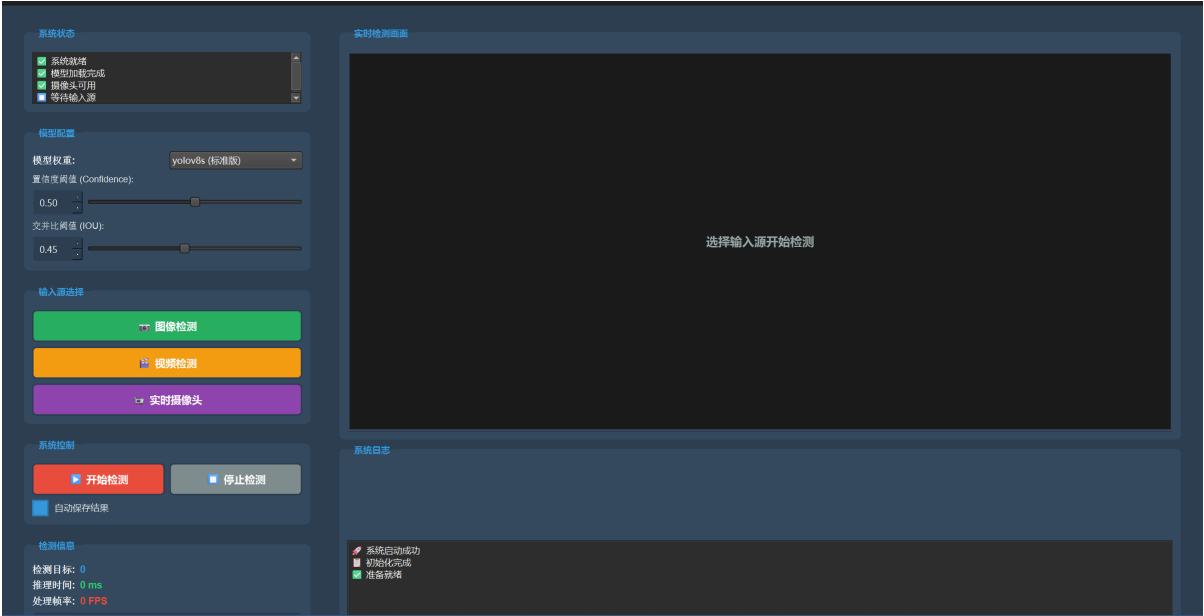 系统状态
系统就绪
模型加载完成
摄像头可用
等待输入源
模型配置
模型权重: yolov8s (标准版)
置信度阈值 (Confidence):
0.50
交并比阈值 (IOU):
0.45
输入源选择
图像检测
视频检测
实时摄像头
系统控制
开始检测 停止检测
自动保存结果
检测信息
检测目标: 0
推理时间: 0 ms
处理帧率: 0 FPS
实时检测画面
选择输入源开始检测
系统日志
系统启动成功
初始化完成
准备就绪